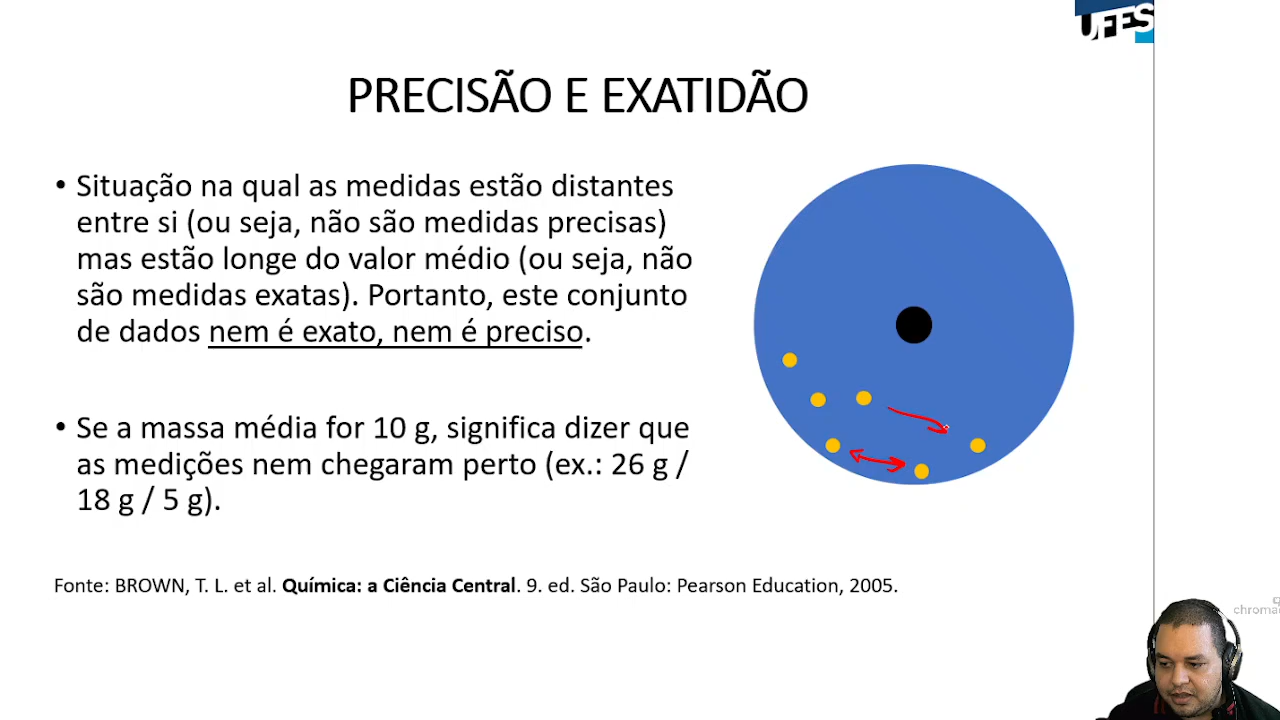 UFES
PRECISÃO E EXATIDÃO
• Situação na qual as medidas estão distantes
entre si (ou seja, não são medidas precisas)
mas estão longe do valor médio (ou seja, não
são medidas exatas). Portanto, este conjunto
de dados nem é exato, nem é preciso.
• Se a massa média for 10 g, significa dizer que
as medições nem chegaram perto (ex.: 26 g /
18 g / 5 g).
Fonte: BROWN, T. L. et al. Química: a Ciência Central. 9. ed. São Paulo: Pearson Education, 2005.